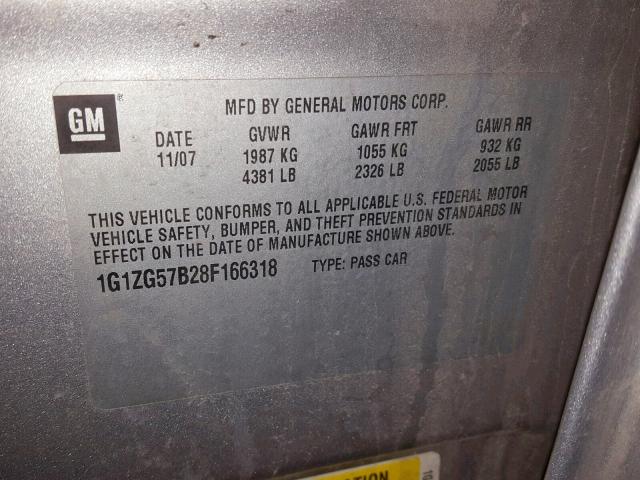 GM®
MFD BY GENERAL MOTORS CORP.
DATE GVWR GAWR FRT GAWR RR
11/07 1987 KG 1055 KG 932 KG
4381 LB 2326 LB 2055 LB
THIS VEHICLE CONFORMS TO ALL APPLICABLE U.S. FEDERAL MOTOR
VEHICLE SAFETY, BUMPER, AND THEFT PREVENTION STANDARDS IN
EFFECT ON THE DATE OF MANUFACTURE SHOWN ABOVE.
1G1ZG57B28F166318 TYPE: PASS CAR